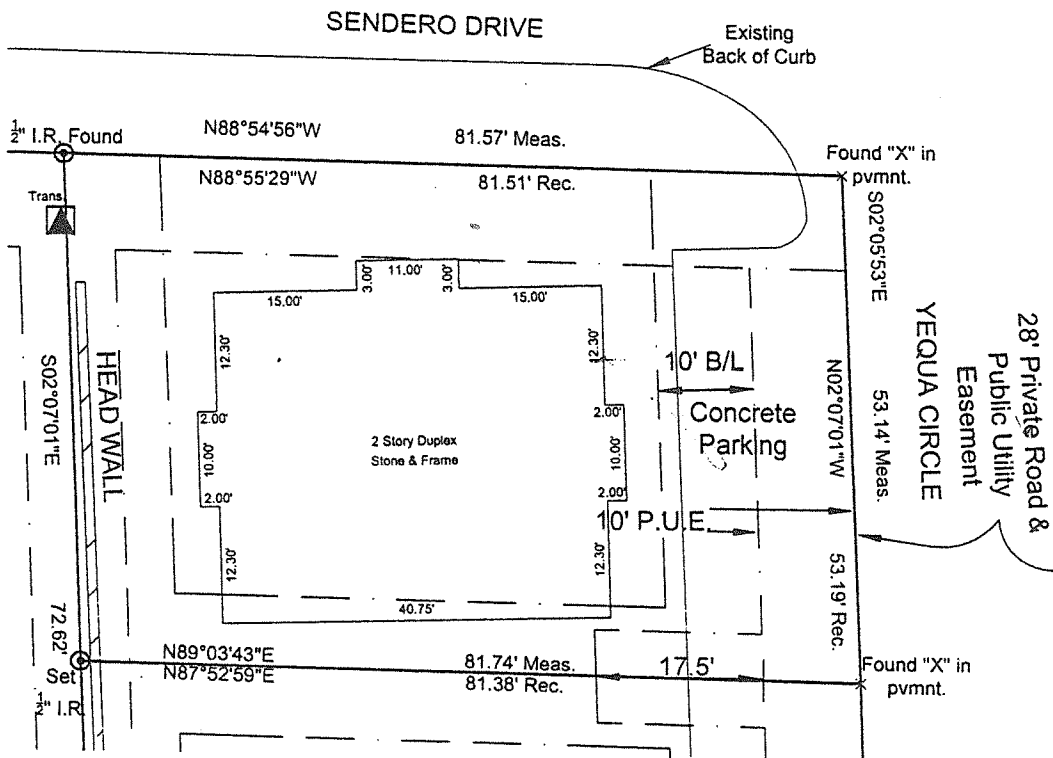 SENDERO DRIVE
Existing
Back of Curb
½" I.R. Found
N88°54'56"W
81.57' Meas.
N88°55'29"W
81.51' Rec.
Found "X" in
pvmnt.
Trans.
S02°05'53"E
3.00'
11.00'
3.00'
15.00'
15.00'
12.30'
12.30'
HEAD WALL
S02°07'01"E
10' B/L
Concrete
Parking
N02°07'01"W
53.14' Meas.
YEQUA CIRCLE
28' Private Road &
Public Utility
Easement
2.00'
2.00'
10.00'
10.00'
2 Story Duplex
Stone & Frame
2.00'
2.00'
10' P.U.E.
12.30'
12.30'
53.19' Rec.
40.75'
72.62'
N89°03'43"E
81.74' Meas.
N87°52'59"E
81.38' Rec.
17.5'
Found "X" in
pvmnt.
Set
½" I.R.